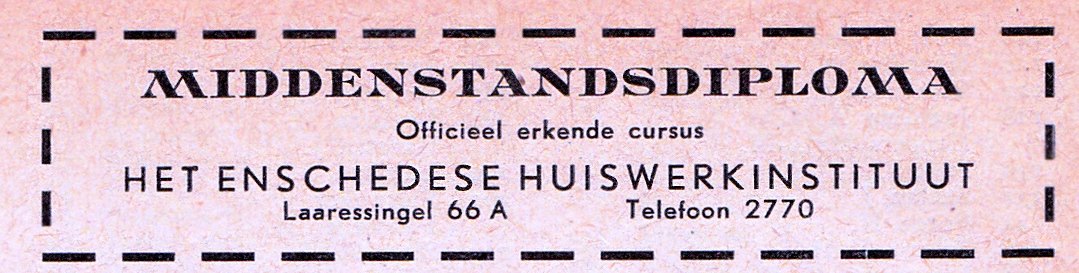 MIDDENSTANDSDIPLOMA
Officieel erkende cursus
HET ENSCHEDESE HUISWERKINSTITUUT
Laaressingel 66 A Telefoon 2770